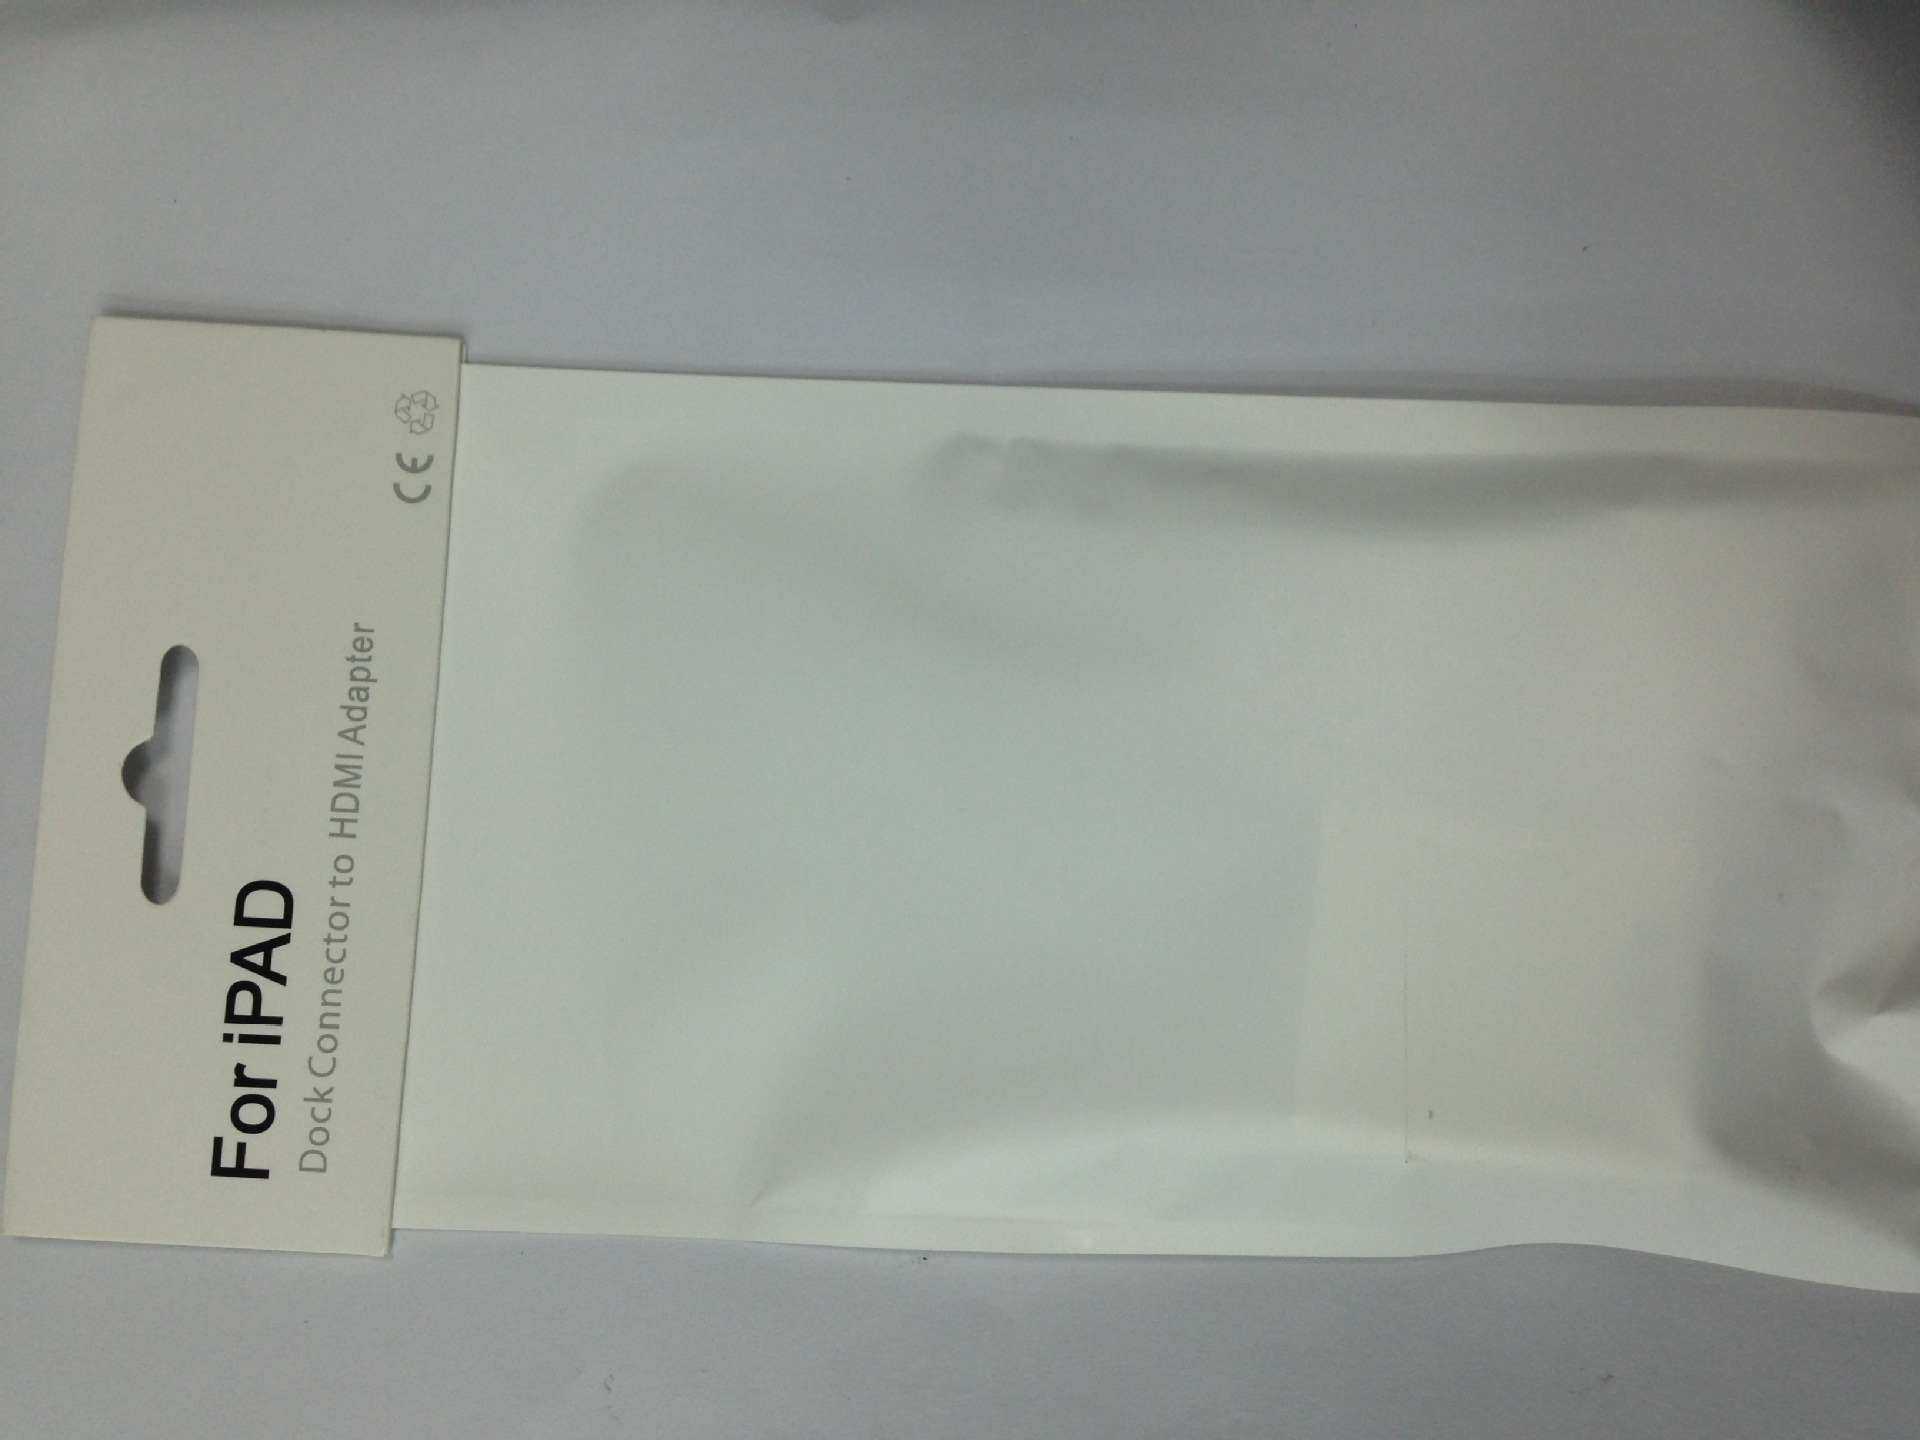 For iPAD
Dock Connector to HDMI Adapter
CE